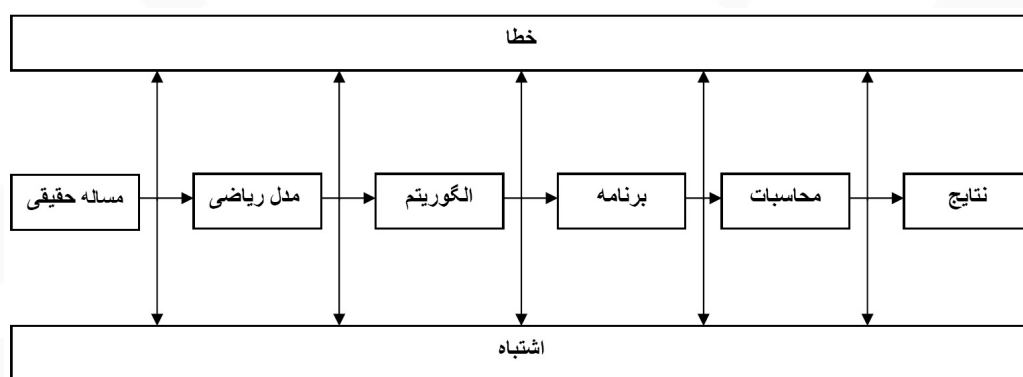 خطا
مساله حقیقی
مدل ریاضی
الگوریتم
برنامه
محاسبات
نتایج
اشتباه